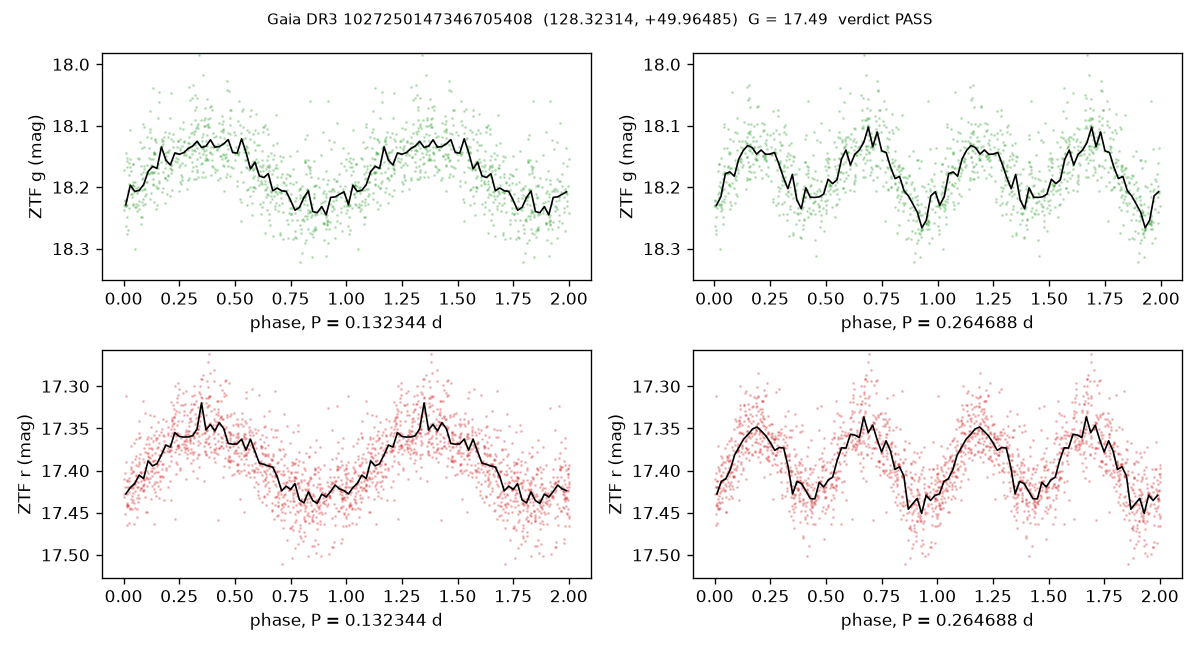 Gaia DR3 1027250147346705408  (128.32314, +49.96485)  G = 17.49  verdict PASS
ZTF g (mag)
18.0
18.1
18.2
18.3
0.00 0.25 0.50 0.75 1.00 1.25 1.50 1.75 2.00
phase, P = 0.132344 d
ZTF g (mag)
18.0
18.1
18.2
18.3
0.00 0.25 0.50 0.75 1.00 1.25 1.50 1.75 2.00
phase, P = 0.264688 d
ZTF r (mag)
17.30
17.35
17.40
17.45
17.50
0.00 0.25 0.50 0.75 1.00 1.25 1.50 1.75 2.00
phase, P = 0.132344 d
ZTF r (mag)
17.30
17.35
17.40
17.45
17.50
0.00 0.25 0.50 0.75 1.00 1.25 1.50 1.75 2.00
phase, P = 0.264688 d